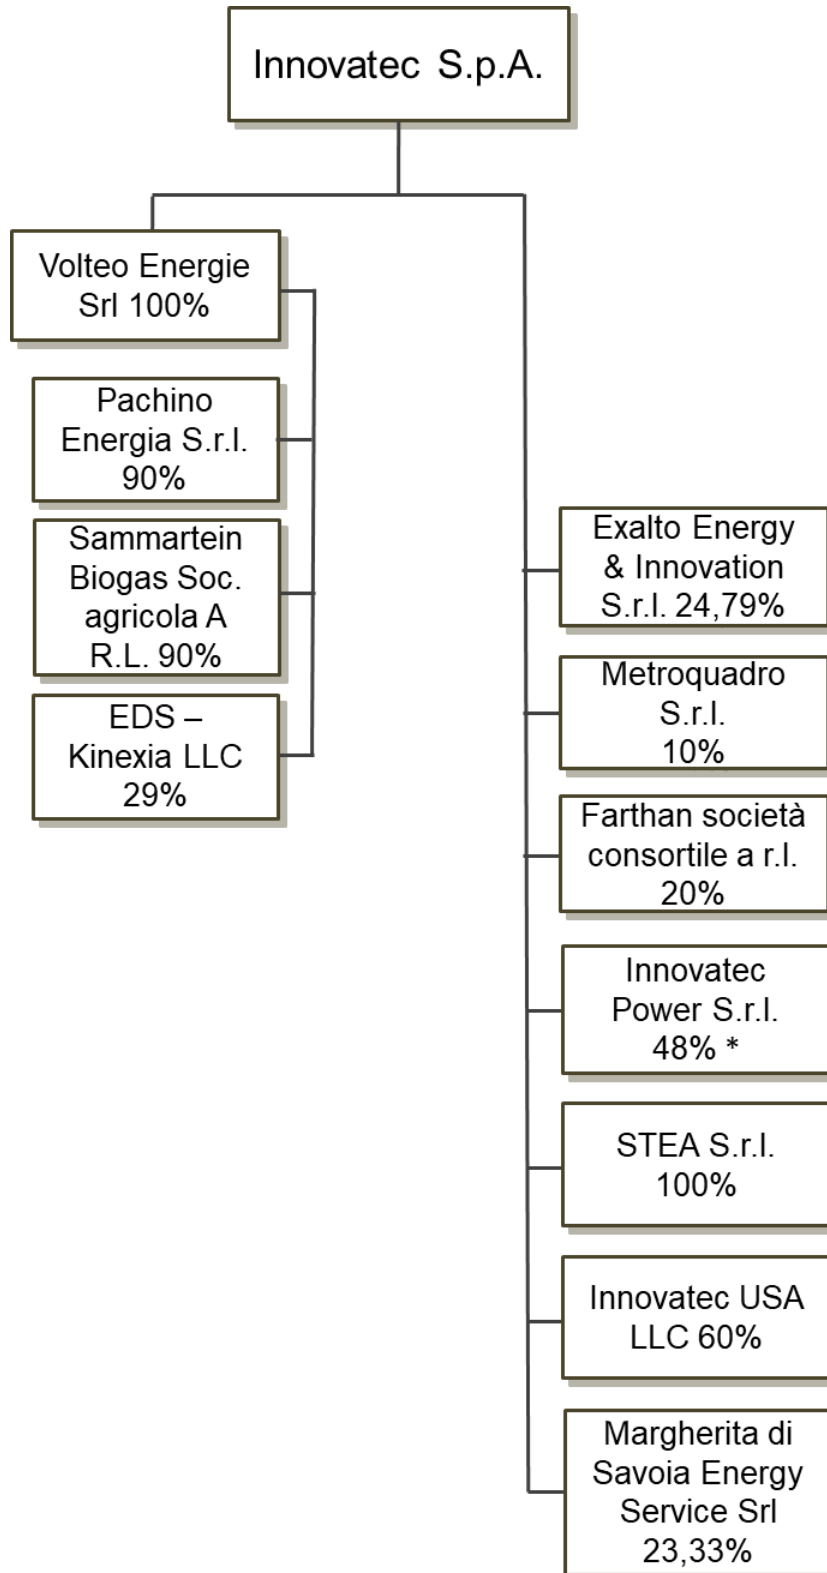 Innovatec S.p.A.
Volteo Energie
Srl 100%
Pachino
Energia S.r.l.
90%
Sammartein
Biogas Soc.
agricola A
R.L. 90%
EDS –
Kinexia LLC
29%
Exalto Energy
& Innovation
S.r.l. 24,79%
Metroquadro
S.r.l.
10%
Farthan società
consortile a r.l.
20%
Innovatec
Power S.r.l.
48% *
STEA S.r.l.
100%
Innovatec USA
LLC 60%
Margherita di
Savoia Energy
Service Srl
23,33%